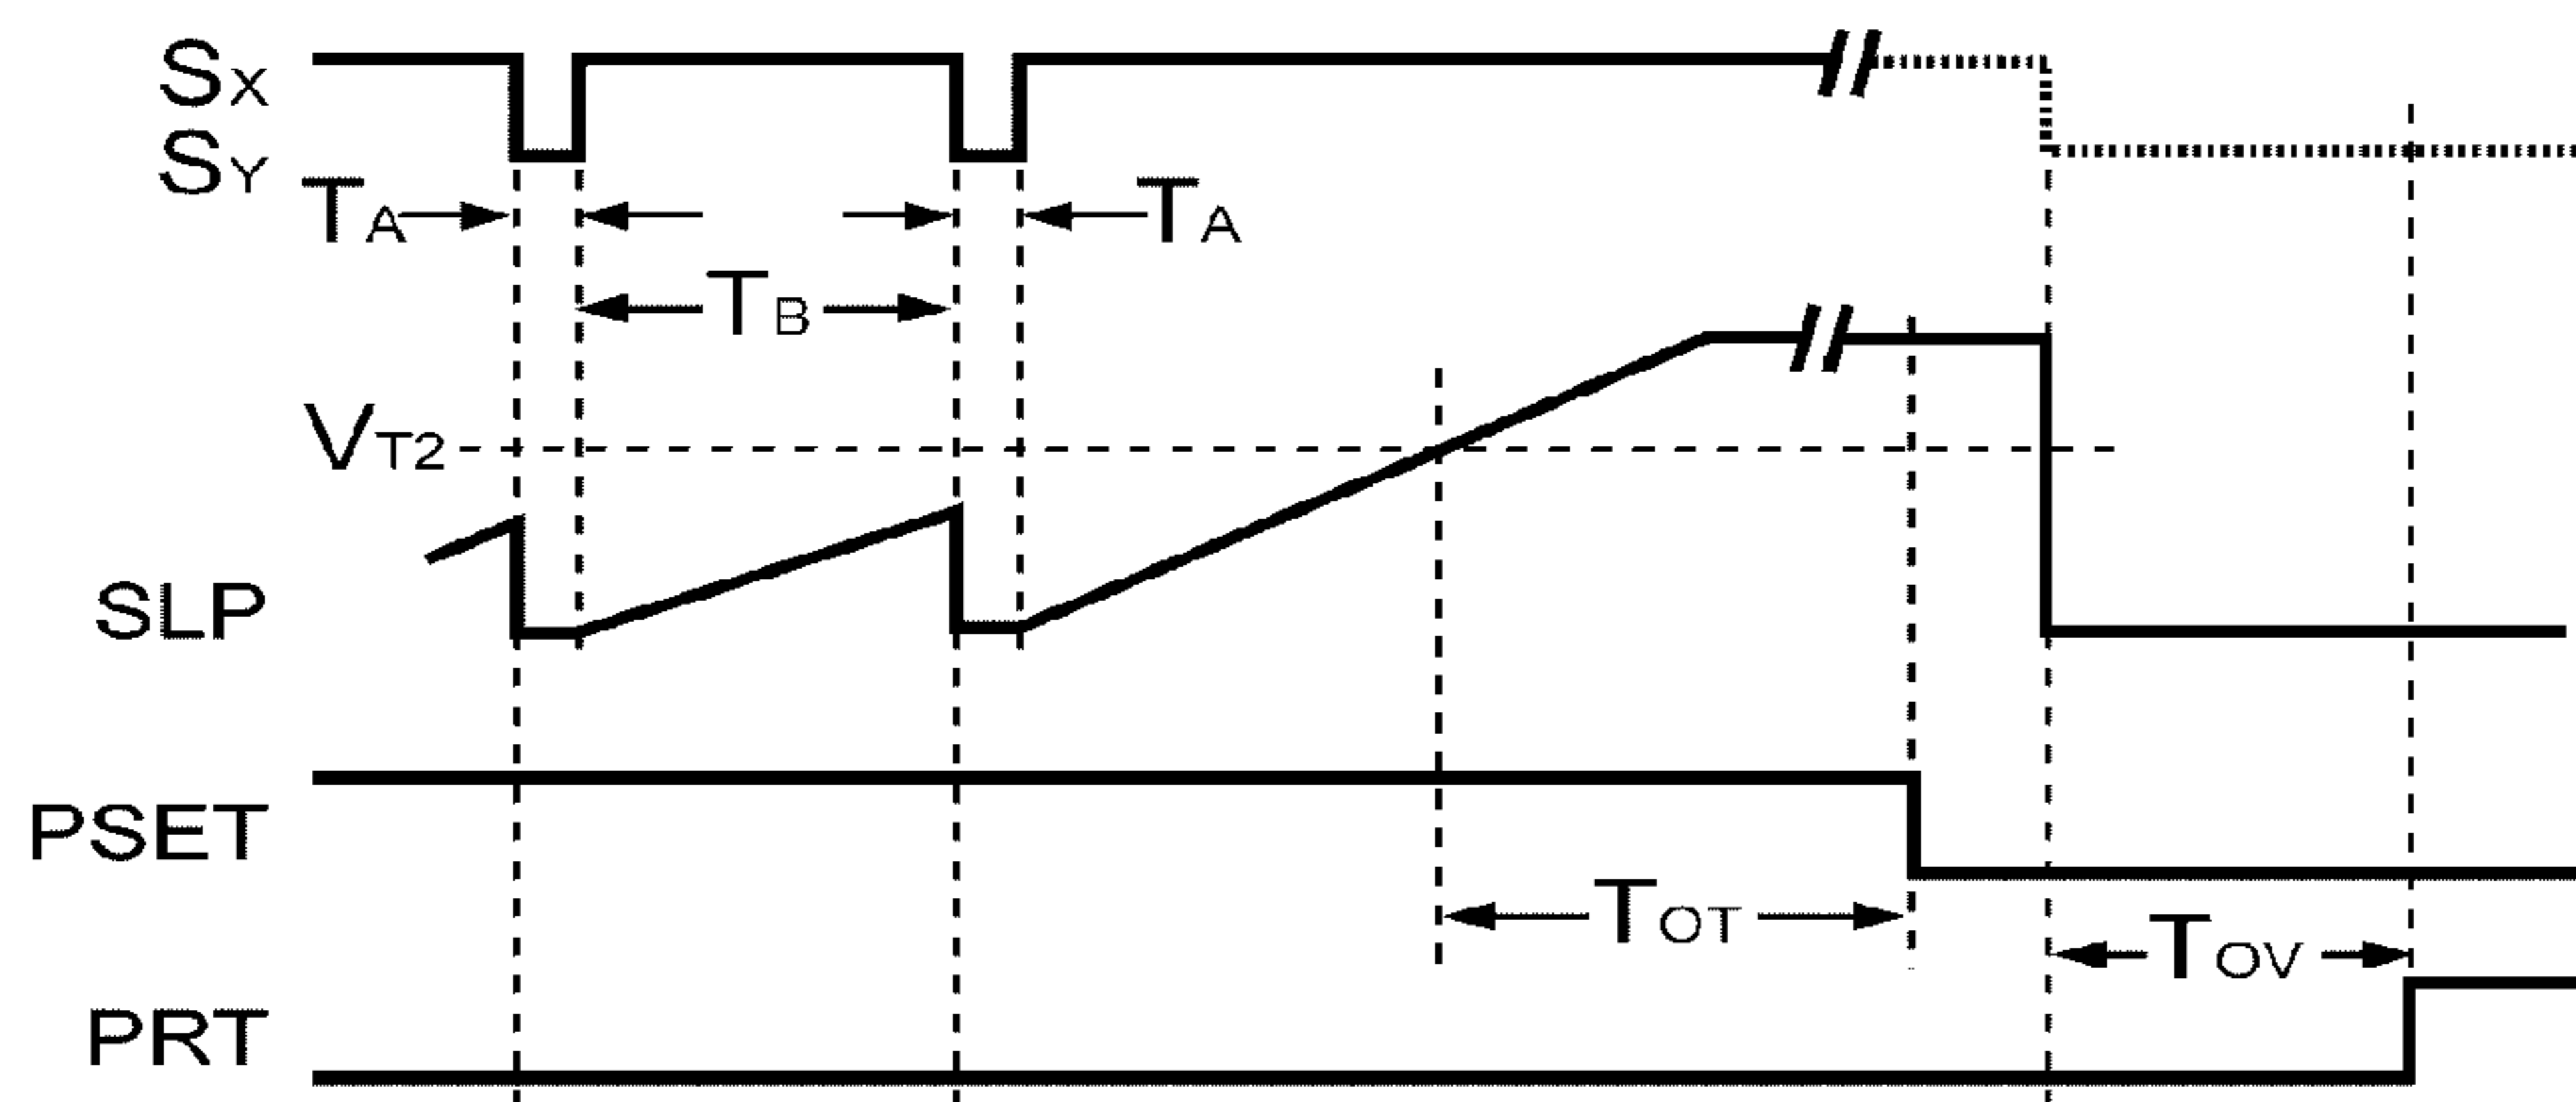 SX
SY
TA TA
TB
VT2
SLP
PSET
TOT
TOV
PRT